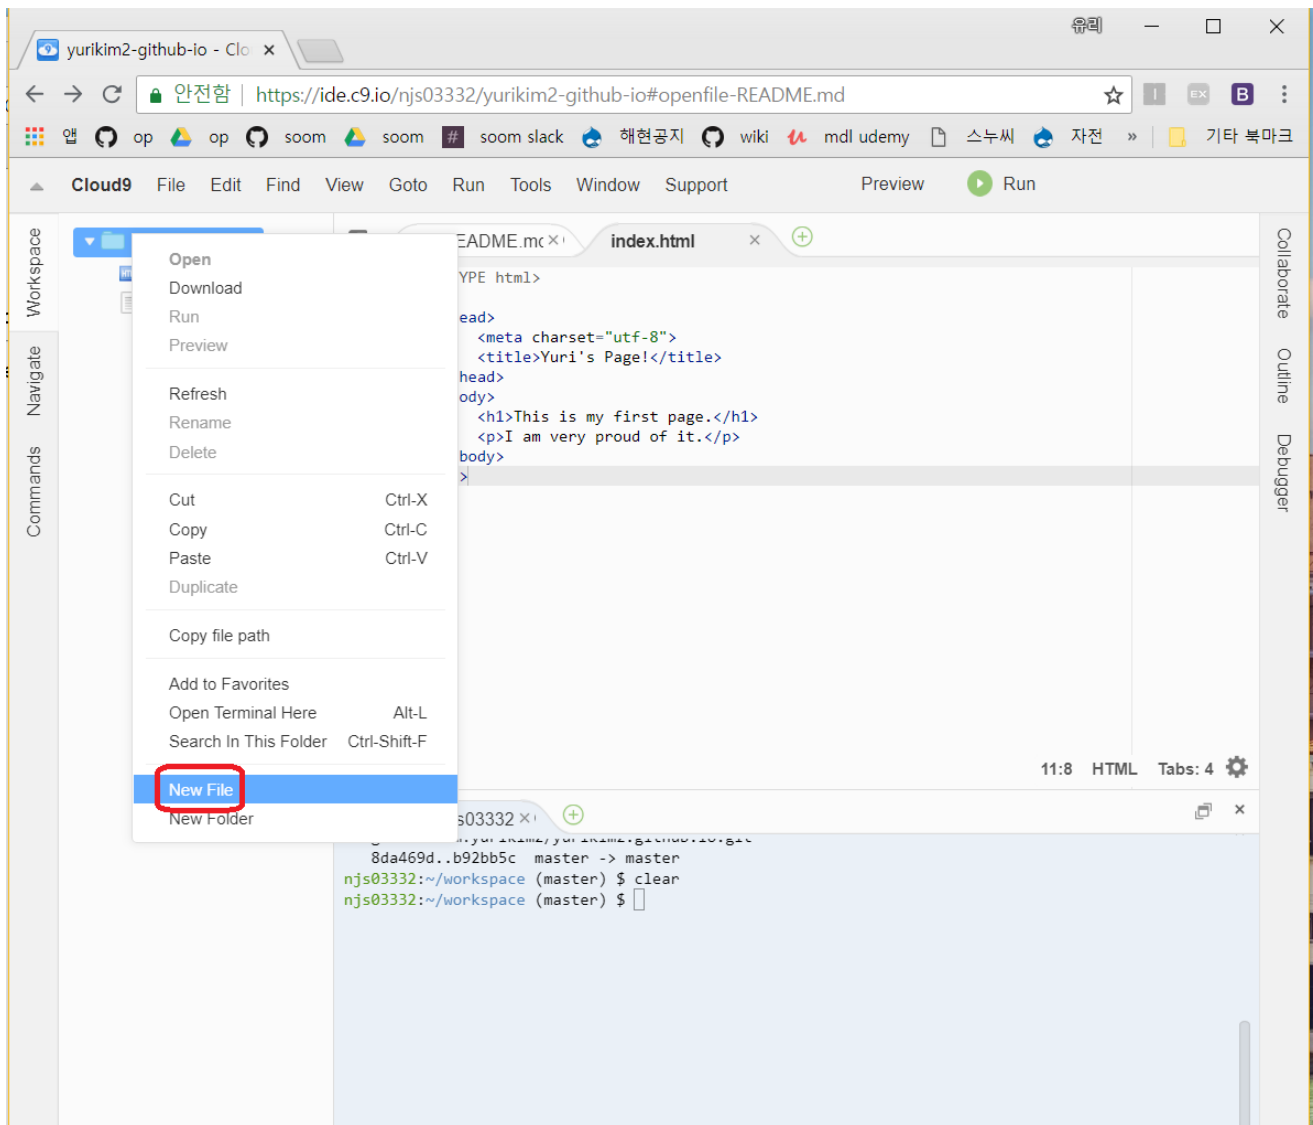 유리
yurikim2-github-io - Clo
안전함 https://ide.c9.io/njs03332/yurikim2-github-io#openfile-README.md
EX B
앱 op op soom soom # soom slack 해현공지 wiki mdl udemy 스누씨 자전 » 기타 북마크
Cloud9 File Edit Find View Goto Run Tools Window Support Preview Run
Workspace
Navigate
Commands
Collaborate
Outline
Debugger
EADME.mc
index.html
Open
Download
Run
Preview
Refresh
Rename
Delete
Cut Ctrl-X
Copy Ctrl-C
Paste Ctrl-V
Duplicate
Copy file path
Add to Favorites
Open Terminal Here Alt-L
Search In This Folder Ctrl-Shift-F
New File
New Folder
YPE html>
ead>
<meta charset="utf-8">
<title>Yuri's Page!</title>
head>
ody>
<h1>This is my first page.</h1>
<p>I am very proud of it.</p>
body>
>
11:8 HTML Tabs: 4
s03332
.yurikim2/yurikim2.github.io.git
8da469d..b92bb5c master -> master
njs03332:~/workspace (master) $ clear
njs03332:~/workspace (master) $